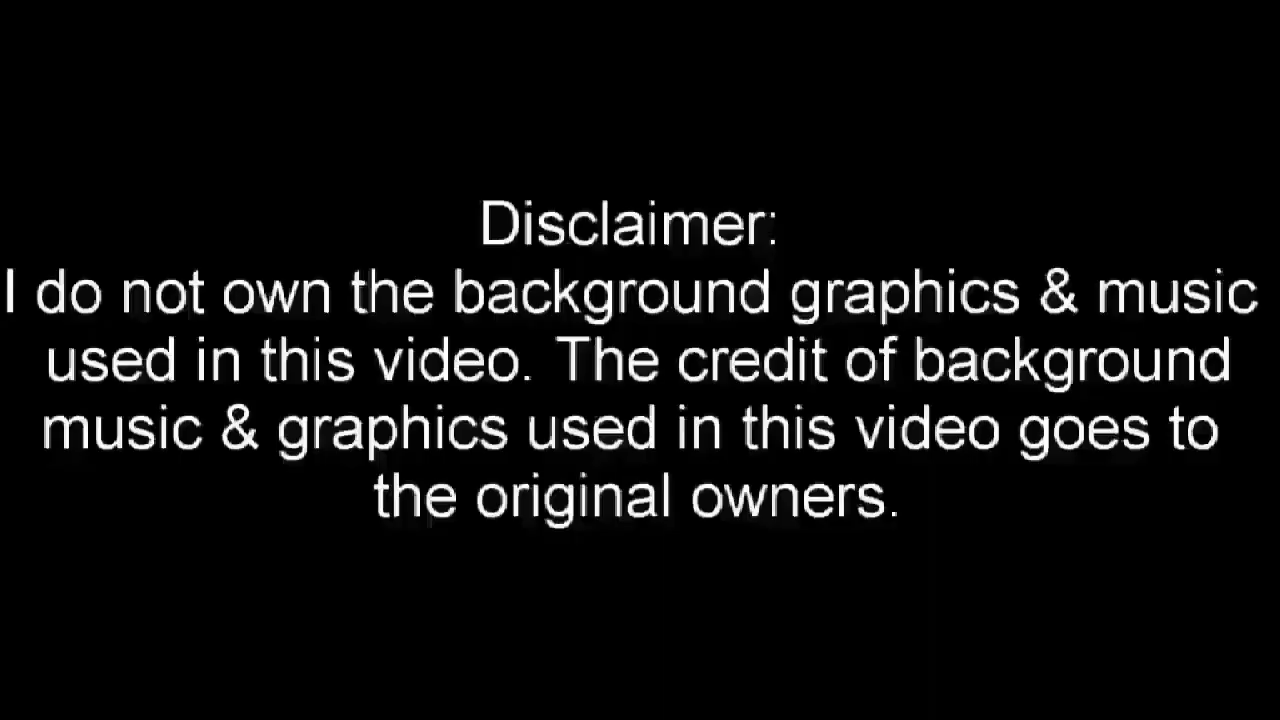 Disclaimer:
I do not own the background graphics & music
used in this video. The credit of background
music & graphics used in this video goes to
the original owners.